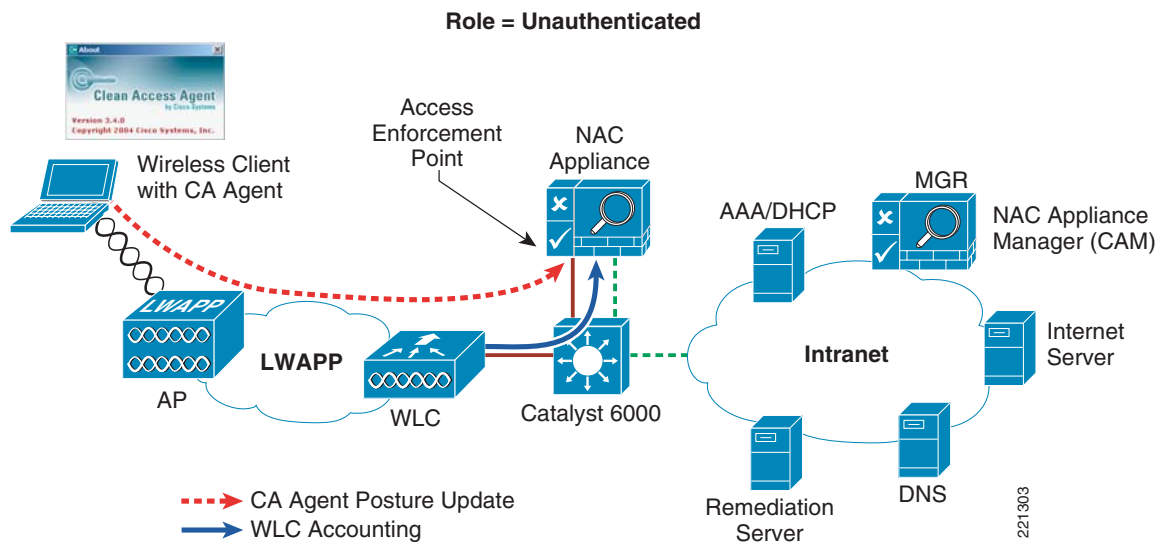 Role = Unauthenticated
About
Clean Access Agent
by Cisco Systems
Version 3.4.0
Copyright 2004 Cisco Systems, Inc.
Wireless Client
with CA Agent
Access
Enforcement
Point
NAC
Appliance
MGR
AAA/DHCP
NAC Appliance
Manager (CAM)
LWAPP
AP
LWAPP
WLC
Catalyst 6000
Intranet
Internet
Server
Remediation
Server
DNS
CA Agent Posture Update
WLC Accounting
221303